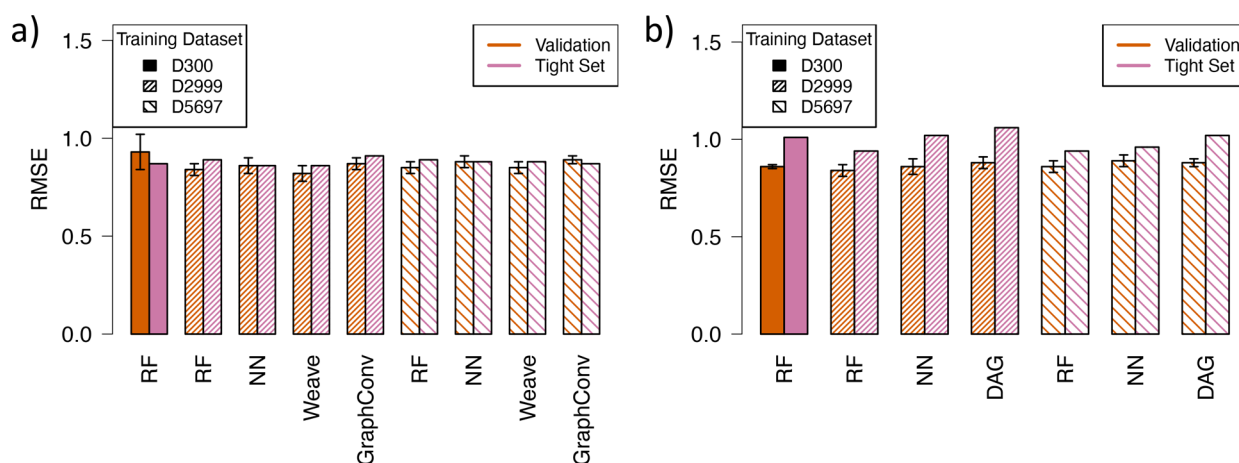 a)
1.5
1.0
0.5
0.0
RMSE
Training Dataset
D300
D2999
D5697
Validation
Tight Set
RF
RF
NN
Weave
GraphConv
RF
NN
Weave
GraphConv
b)
1.5
1.0
0.5
0.0
RMSE
Training Dataset
D300
D2999
D5697
Validation
Tight Set
RF
RF
NN
DAG
RF
NN
DAG